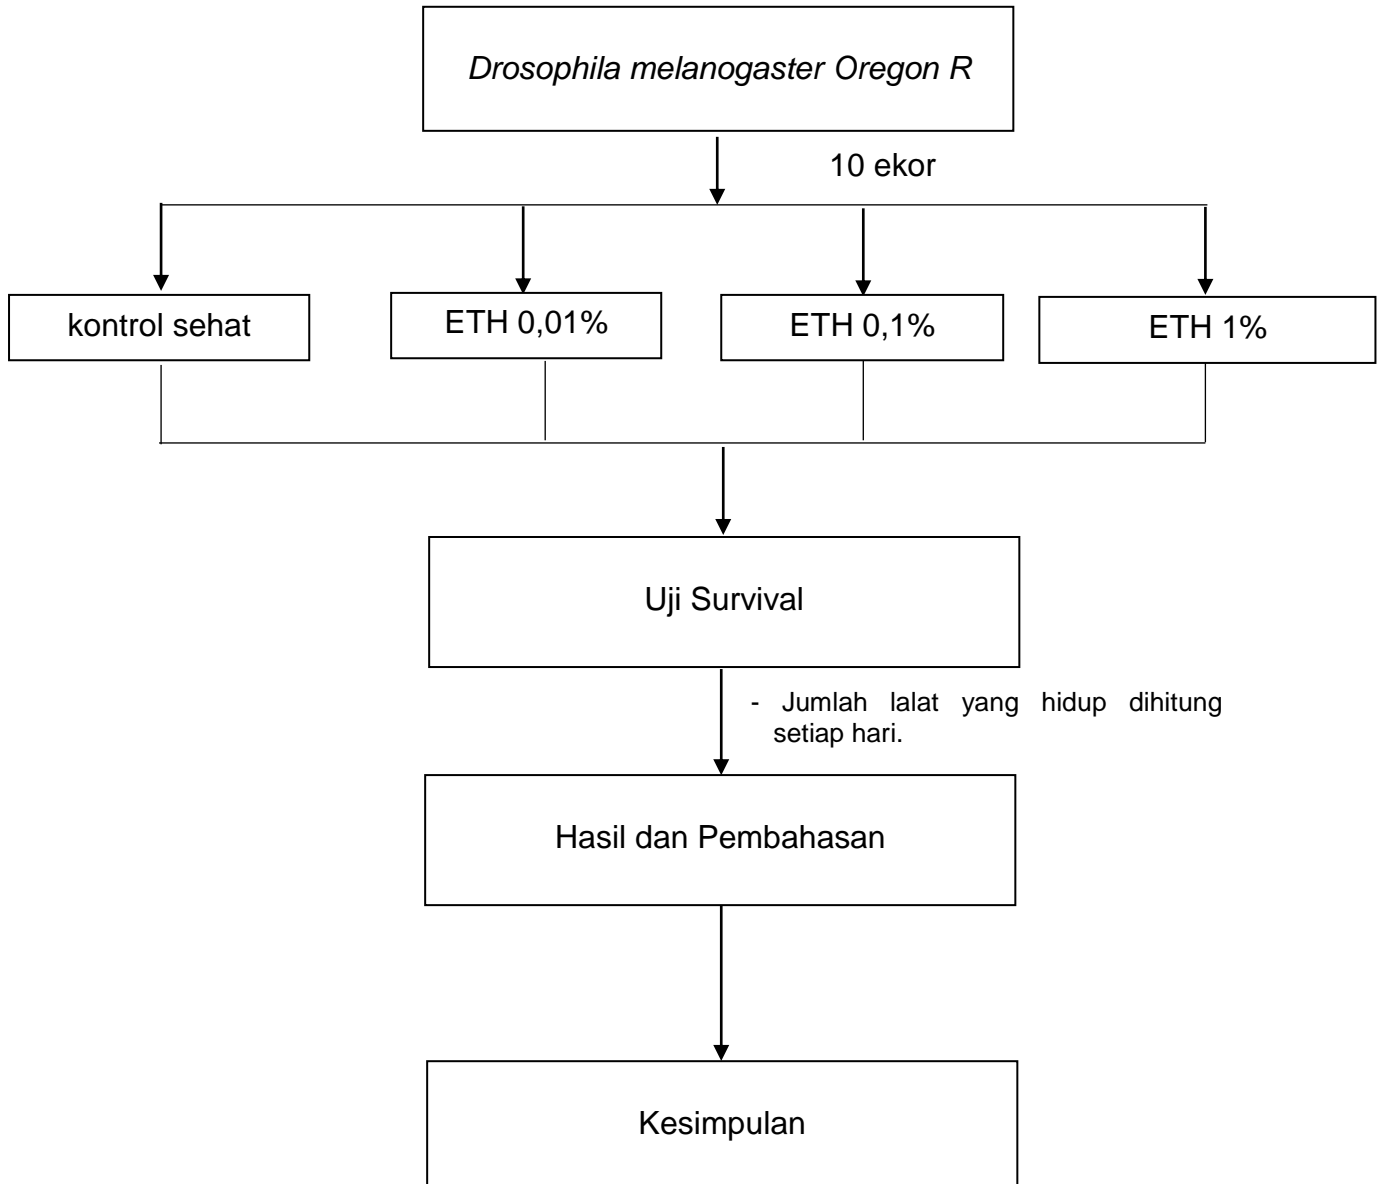 Drosophila melanogaster Oregon R
10 ekor
kontrol sehat
ETH 0,01%
ETH 0,1%
ETH 1%
Uji Survival
- Jumlah lalat yang hidup dihitung
setiap hari.
Hasil dan Pembahasan
Kesimpulan